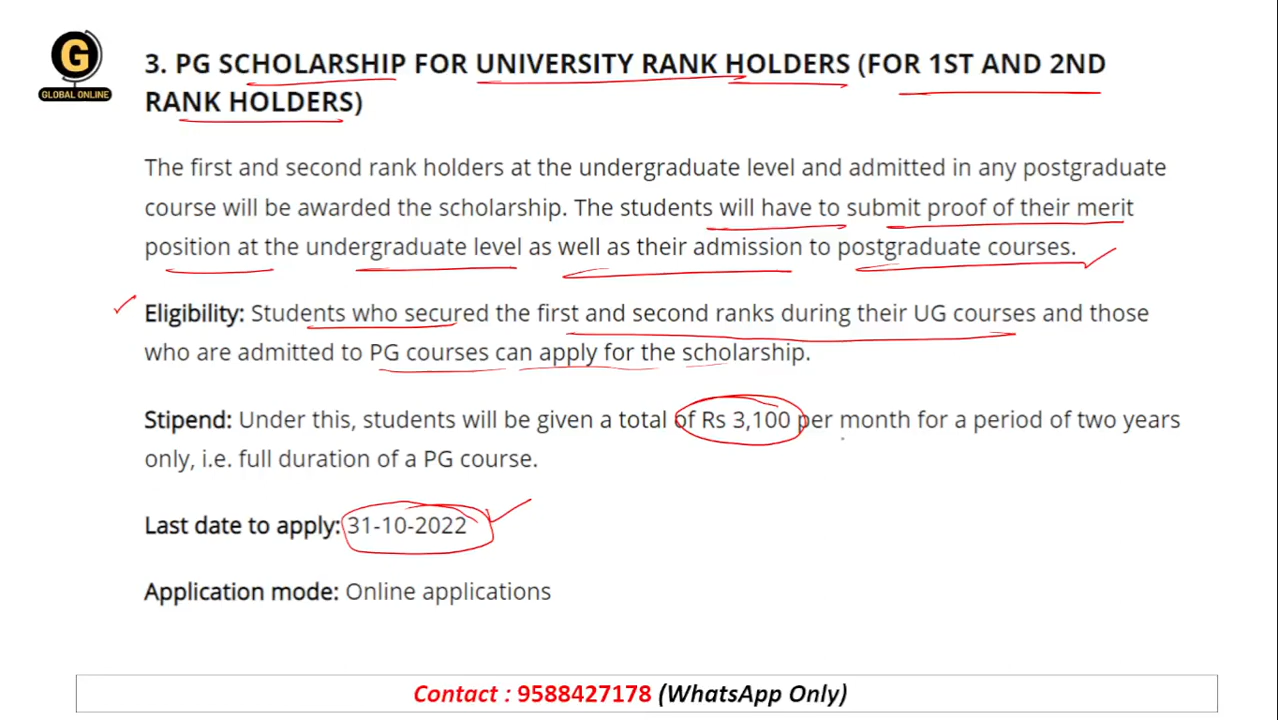 G
GLOBAL ONLINE
3. PG SCHOLARSHIP FOR UNIVERSITY RANK HOLDERS (FOR 1ST AND 2ND
RANK HOLDERS)
The first and second rank holders at the undergraduate level and admitted in any postgraduate
course will be awarded the scholarship. The students will have to submit proof of their merit
position at the undergraduate level as well as their admission to postgraduate courses.
Eligibility: Students who secured the first and second ranks during their UG courses and those
who are admitted to PG courses can apply for the scholarship.
Stipend: Under this, students will be given a total of Rs 3,100 per month for a period of two years
only, i.e. full duration of a PG course.
Last date to apply: 31-10-2022
Application mode: Online applications
Contact : 9588427178 (WhatsApp Only)